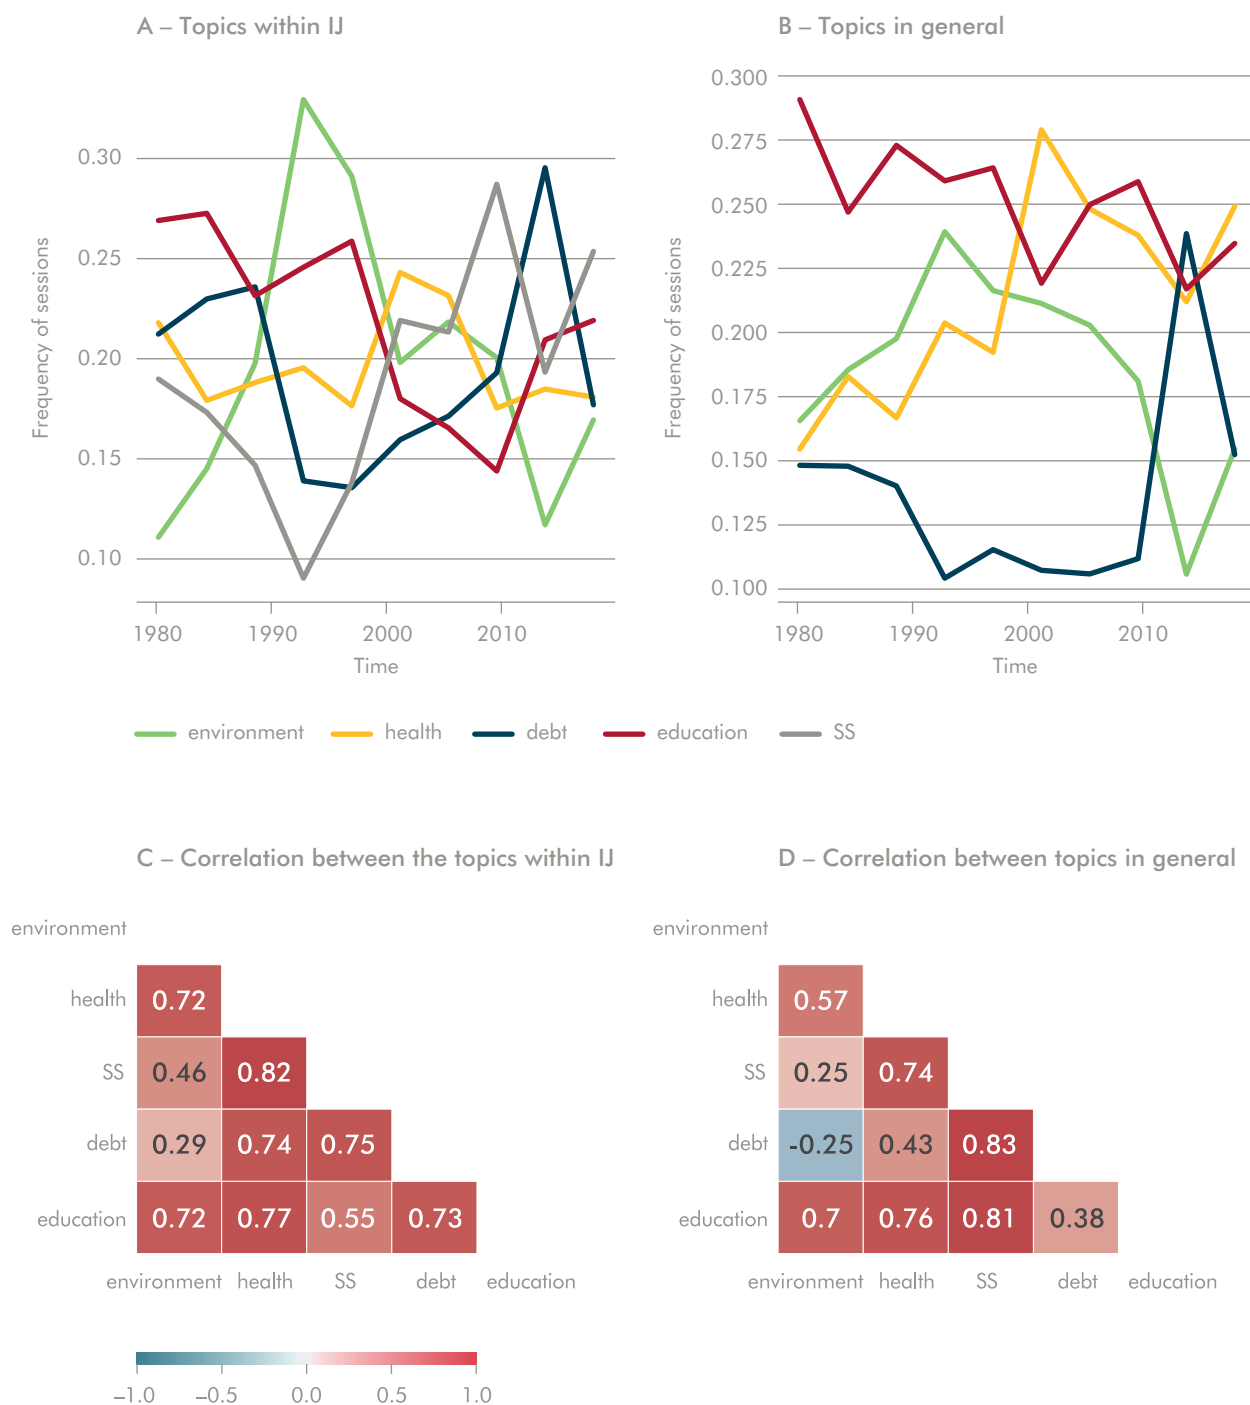 A – Topics within IJ
B – Topics in general
0.30
0.25
0.20
0.15
0.10
Frequency of sessions
1980 1990 2000 2010
Time
0.300
0.275
0.250
0.225
0.200
0.175
0.150
0.125
0.100
Frequency of sessions
1980 1990 2000 2010
Time
environment health debt education SS
C – Correlation between the topics within IJ
environment
health 0.72
SS 0.46 0.82
debt 0.29 0.74 0.75
education 0.72 0.77 0.55 0.73
environment health SS debt education
–1.0 –0.5 0.0 0.5 1.0
D – Correlation between topics in general
environment
health 0.57
SS 0.25 0.74
debt -0.25 0.43 0.83
education 0.7 0.76 0.81 0.38
environment health SS debt education